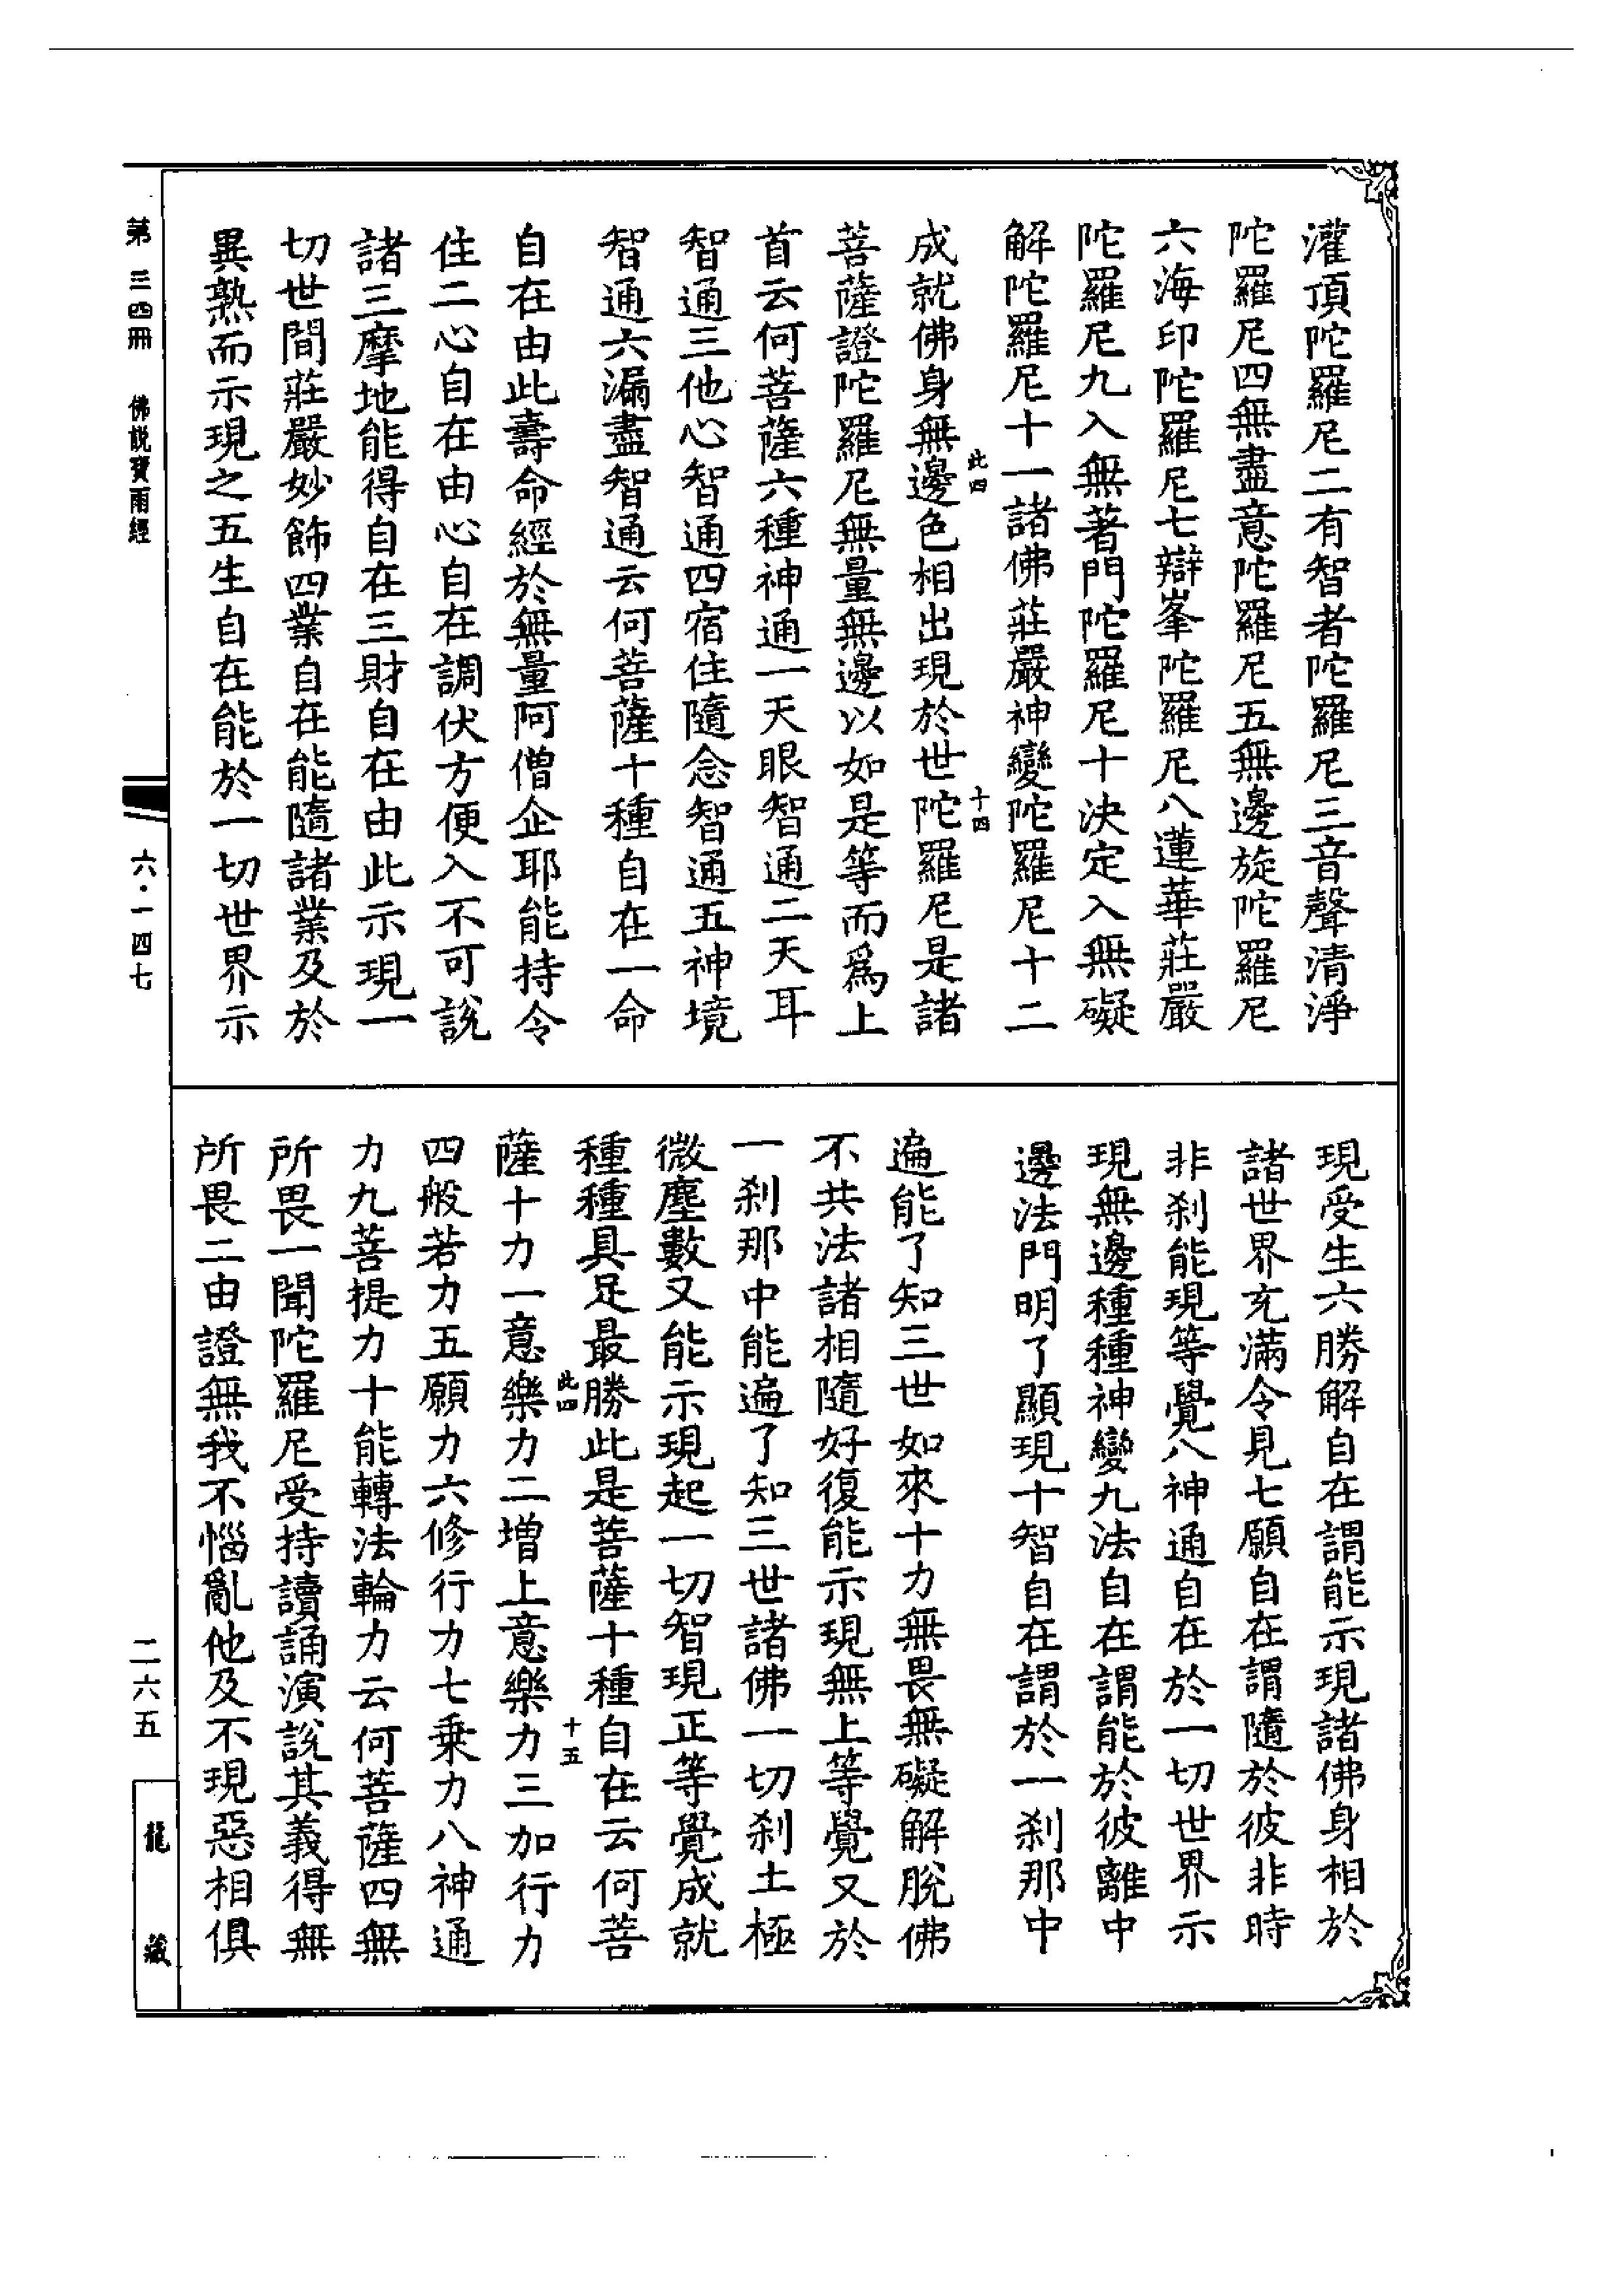 灌頂陀羅尼二有智者陀羅尼三音聲清淨
陀羅尼四無盡意陀羅尼五無邊旋陀羅尼
六海印陀羅尼七辯峯陀羅尼八蓮華莊嚴
陀羅尼九入無著門陀羅尼十決定入無礙
解陀羅尼十一諸佛莊嚴神變陀羅尼十二
此四 十四
成就佛身無邊色相出現於世陀羅尼是諸
菩薩證陀羅尼無量無邊以如是等而爲上
首云何菩薩六種神通一天眼智通二天耳
智通三他心智通四宿住隨念智通五神境
智通六漏盡智通云何菩薩十種自在一命
自在由此壽命經於無量阿僧企耶能持令
住二心自在由心自在調伏方便入不可說
諸三摩地能得自在三財自在由此示現一
切世間莊嚴妙飾四業自在能隨諸業及於
異熟而示現之五生自在能於一切世界示
現受生六勝解自在謂能示現諸佛身相於
諸世界充滿令見七願自在謂隨於彼非時
非刹能現等覺八神通自在於一切世界示
現無邊種種神變九法自在謂能於彼離中
邊法門明了顯現十智自在謂於一刹那中
遍能了知三世如來十力無畏無礙解脫佛
不共法諸相隨好復能示現無上等覺又於
一刹那中能遍了知三世諸佛一切刹土極
微塵數又能示現起一切智現正等覺成就
種種具足最勝此是菩薩十種自在云何菩
此四 十五
薩十力一意樂力二增上意樂力三加行力
四般若力五願力六修行力七乗力八神通
力九菩提力十能轉法輪力云何菩薩四無
所畏一聞陀羅尼受持讀誦演說其義得無
所畏二由證無我不惱亂他及不現惡相俱
第三四冊 佛説寶雨經
六·一四七
二六五
龍藏